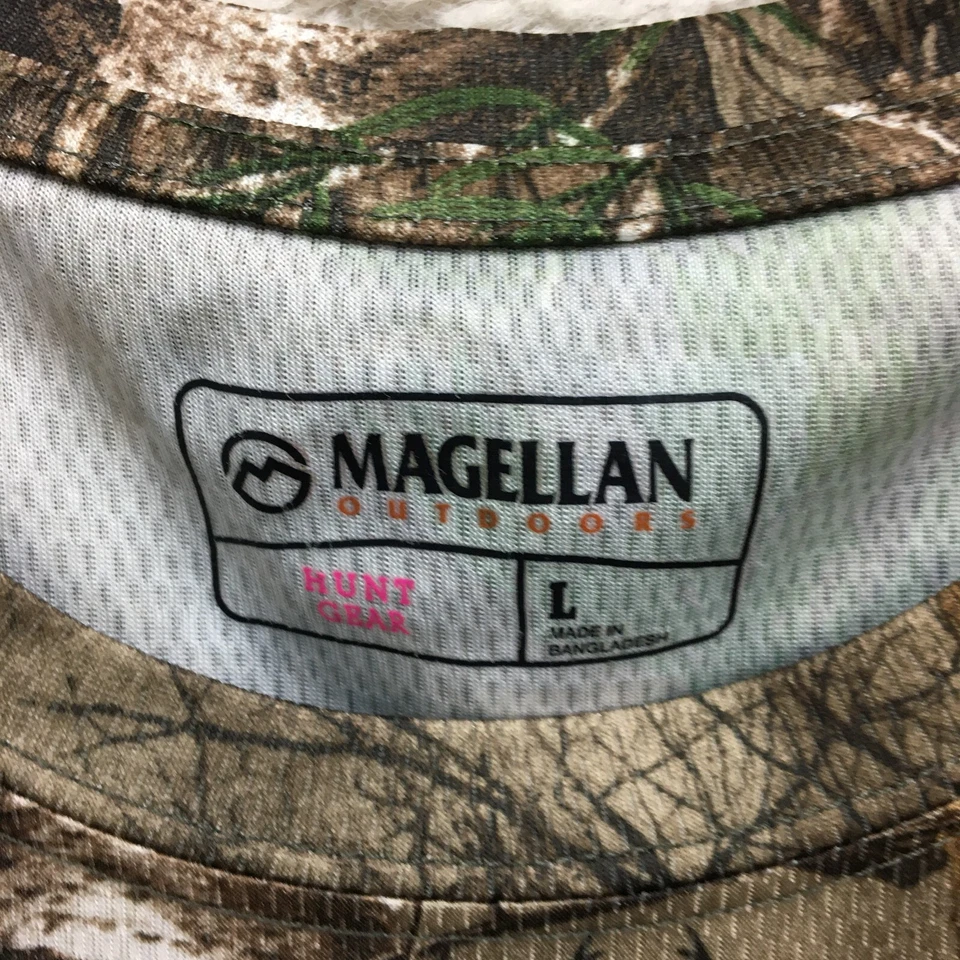 MAGELLAN
OUTDOORS
HUNT
GEAR
L
MADE IN
BANGLADESH